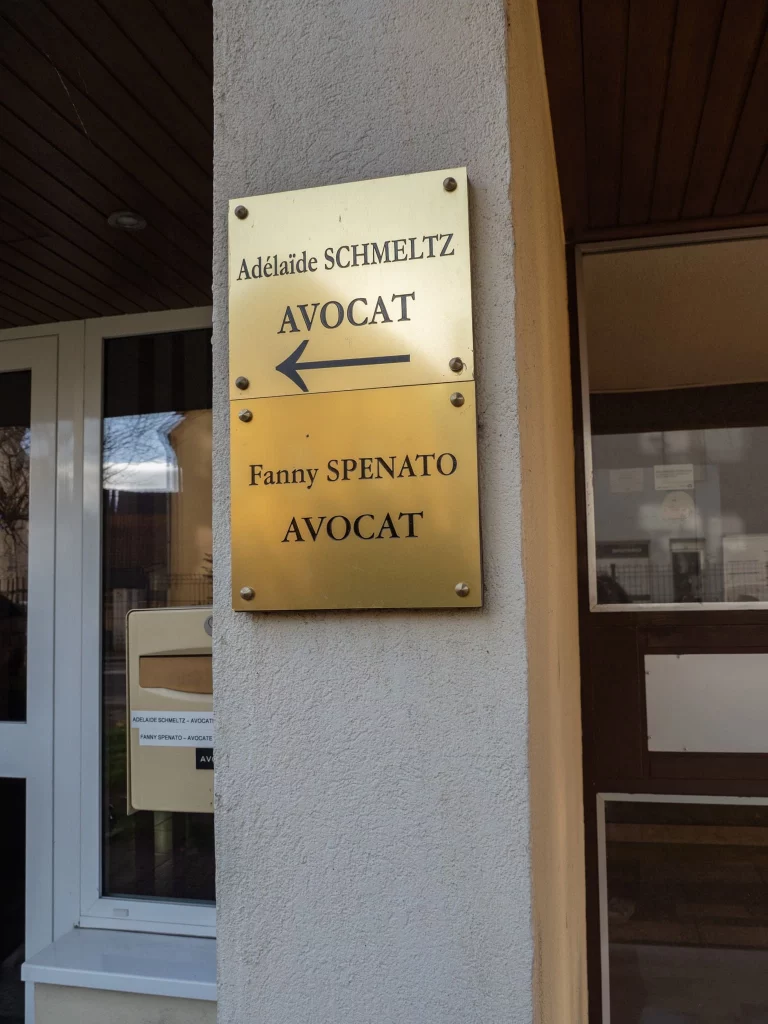 Adélaïde SCHMELTZ
AVOCAT
Fanny SPENATO
AVOCAT
ADELAIDE SCHMELTZ - AVOCATE
FANNY SPENATO - AVOCATE